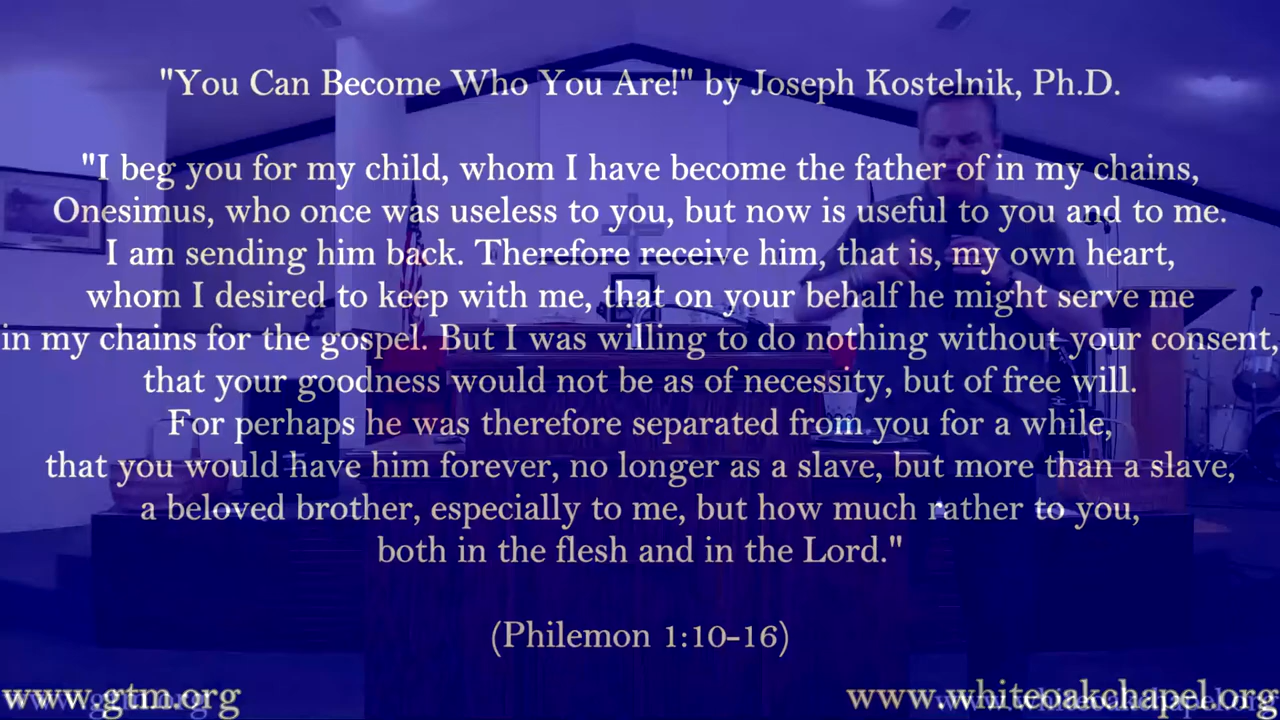 "You Can Become Who You Are!" by Joseph Kostelnik, Ph.D.
"I beg you for my child, whom I have become the father of in my chains,
Onesimus, who once was useless to you, but now is useful to you and to me.
I am sending him back. Therefore receive him, that is, my own heart,
whom I desired to keep with me, that on your behalf he might serve me
in my chains for the gospel. But I was willing to do nothing without your consent,
that your goodness would not be as of necessity, but of free will.
For perhaps he was therefore separated from you for a while,
that you would have him forever, no longer as a slave, but more than a slave,
a beloved brother, especially to me, but how much rather to you,
both in the flesh and in the Lord."
(Philemon 1:10-16)
www.gtm.org
www.whiteoakchapel.org